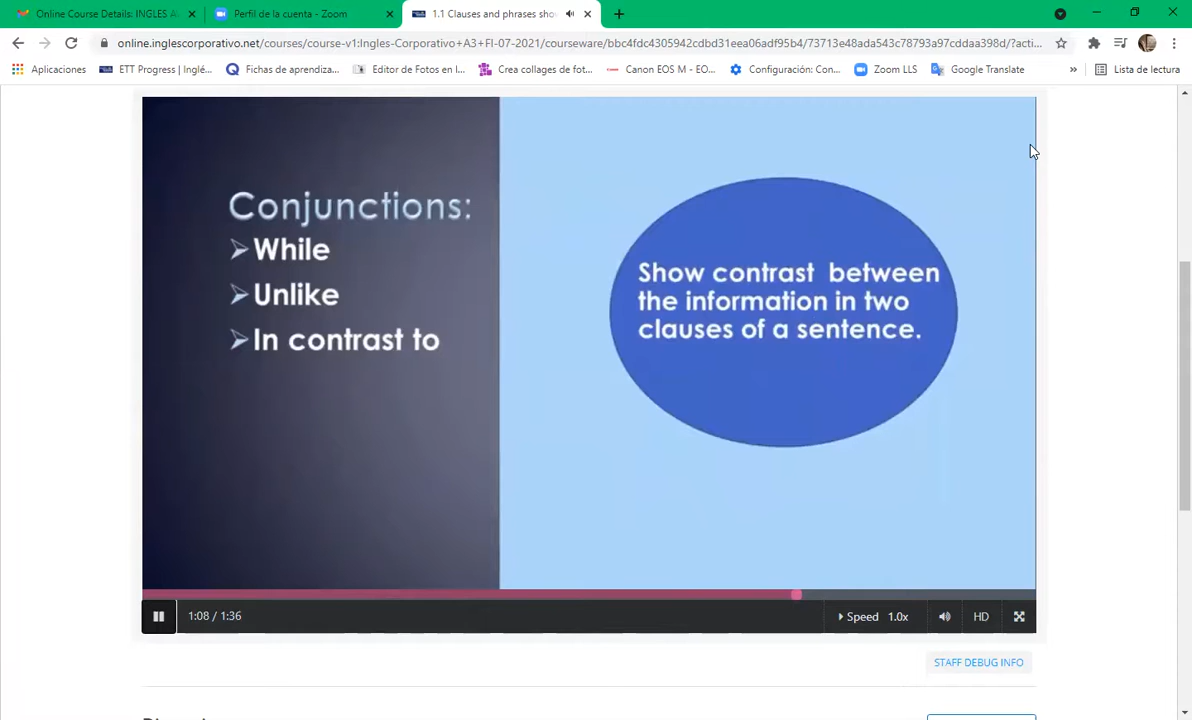 Online Course Details: INGLES A
Perfil de la cuenta - Zoom
1.1 Clauses and phrases sho
online.inglescorporativo.net/courses/course-v1:Ingles-Corporativo+A3+FI-07-2021/courseware/bbc4fdc4305942cdbd31eea06adf95b4/73713e48ada543c78793a97cddaa398d/?acti...
Aplicaciones
ETT Progress | Inglé...
Fichas de aprendiza...
Editor de Fotos en l...
Crea collages de fot...
Canon EOS M - EO...
Configuración: Con...
Zoom LLS
Google Translate
»
Lista de lectura
Conjunctions:
While
Unlike
In contrast to
Show contrast between
the information in two
clauses of a sentence.
1:08 / 1:36
Speed 1.0x
HD
STAFF DEBUG INFO